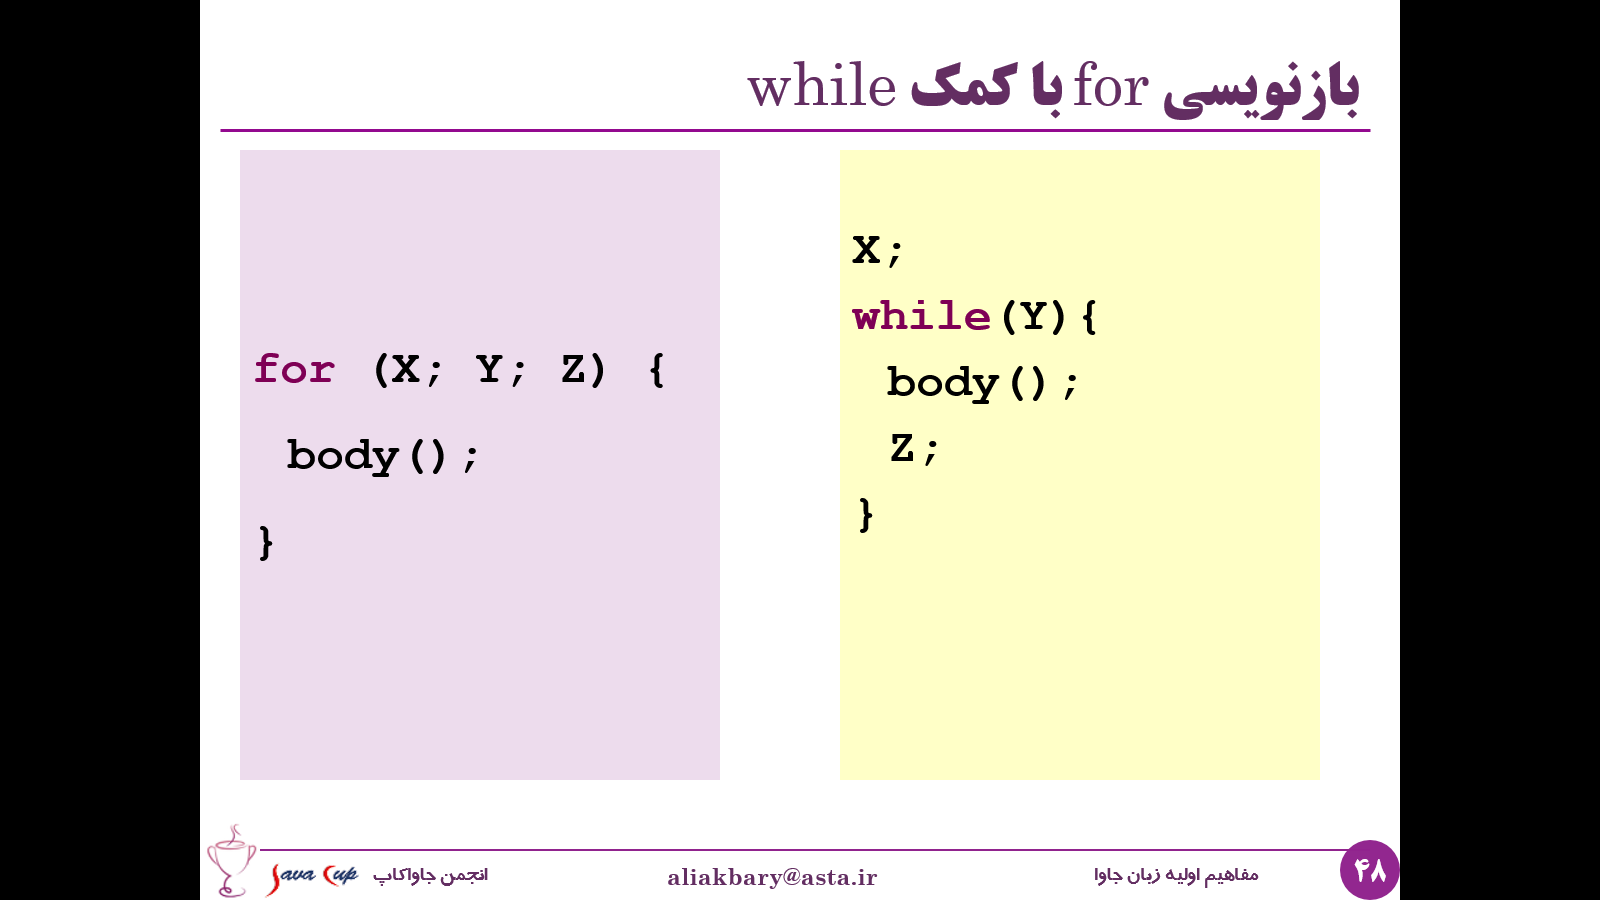 بازنویسی for با کمک while
for (X; Y; Z) {
body();
}
X;
while(Y){
body();
Z;
}
Java Cup
انجمن جاواکاپ
aliakbary@asta.ir
مفاهیم اولیه زبان جاوا
۴۸